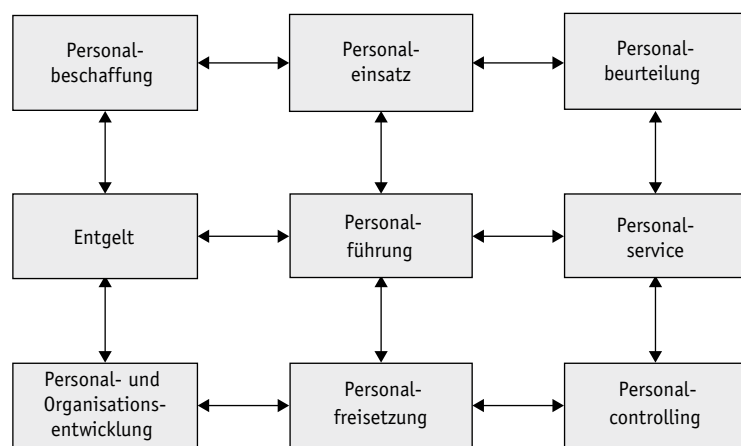 Personal-
beschaffung
Personal-
einsatz
Personal-
beurteilung
Entgelt
Personal-
führung
Personal-
service
Personal- und
Organisations-
entwicklung
Personal-
freisetzung
Personal-
controlling